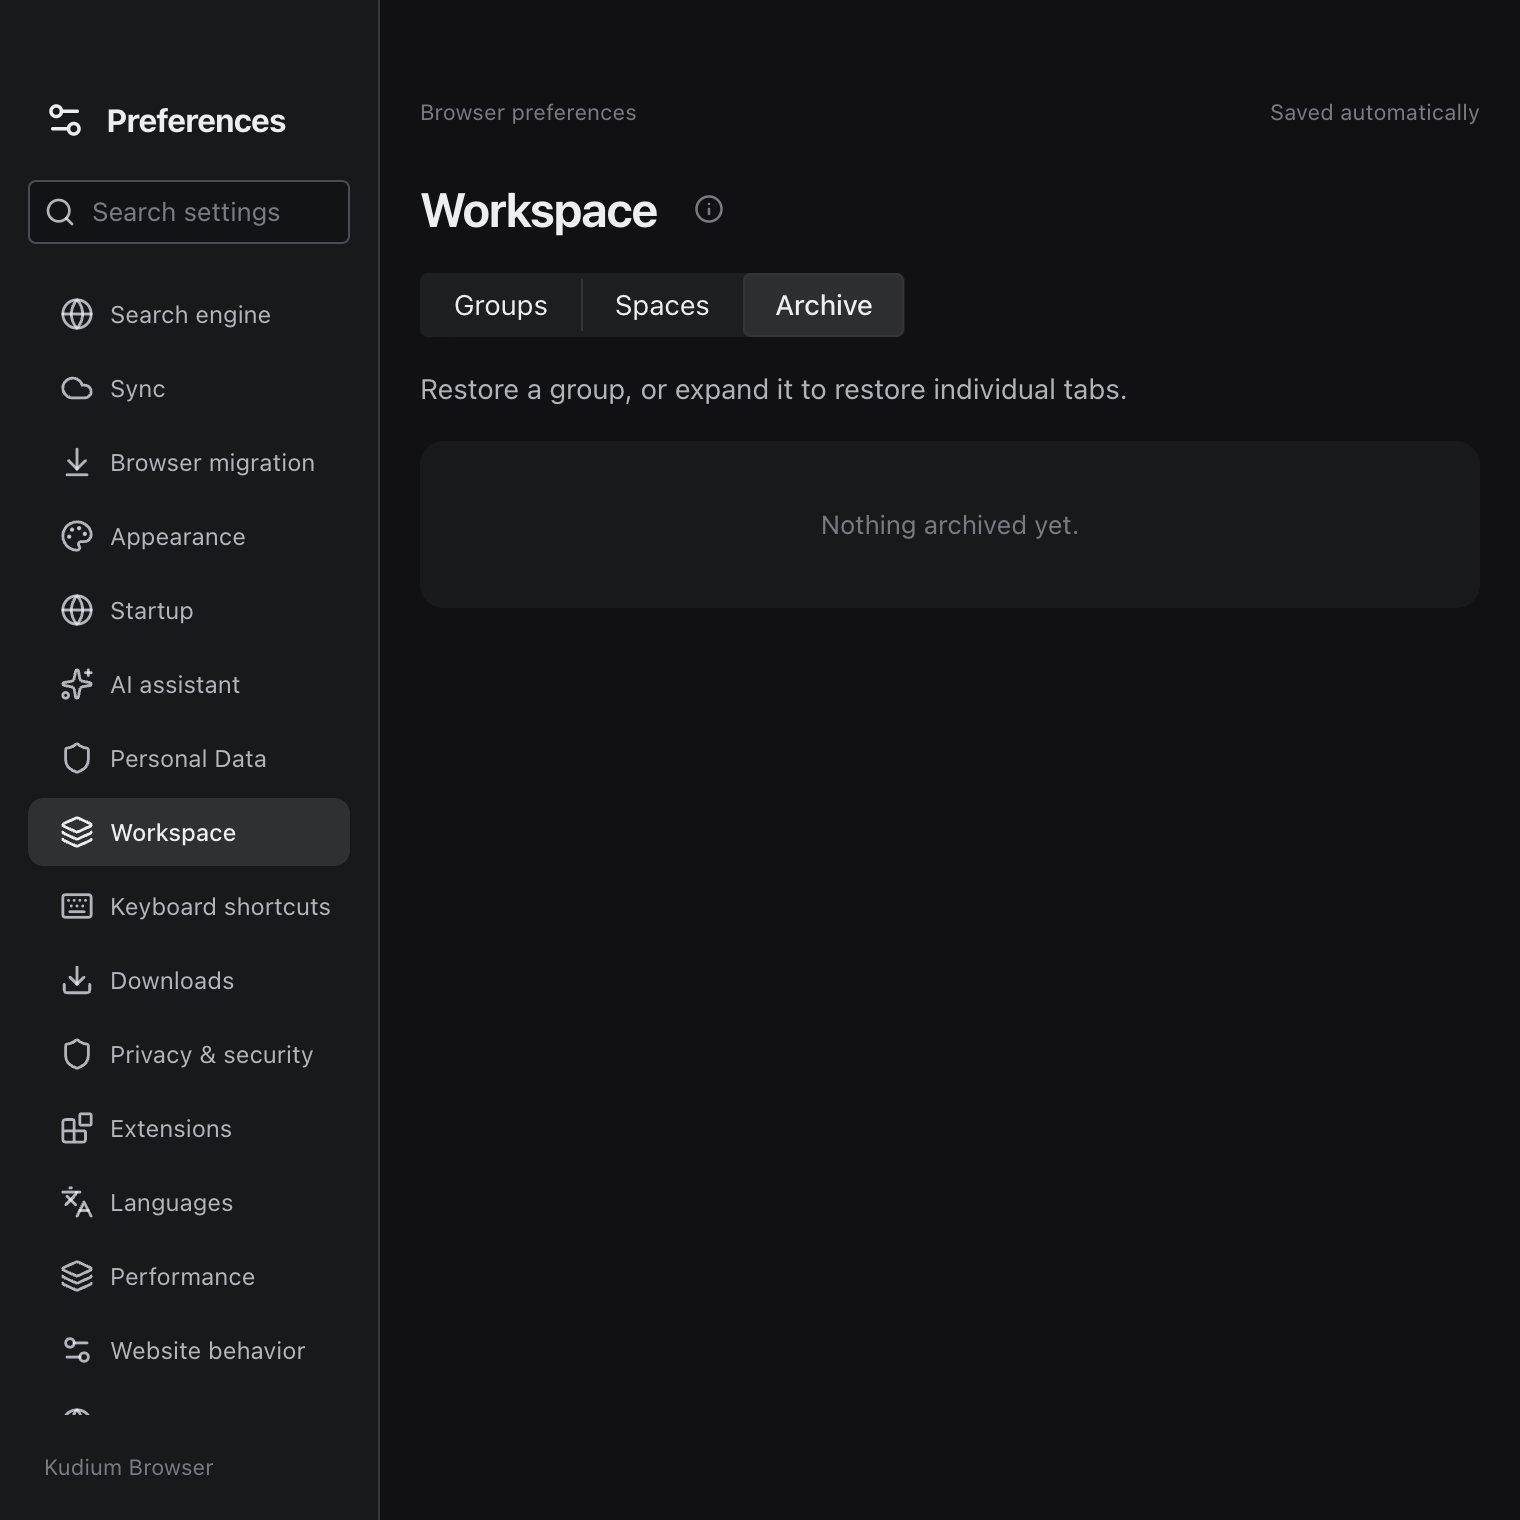 Preferences
Search settings
Search engine
Sync
Browser migration
Appearance
Startup
AI assistant
Personal Data
Workspace
Keyboard shortcuts
Downloads
Privacy & security
Extensions
Languages
Performance
Website behavior
Kudium Browser
Browser preferences
Saved automatically
Workspace
Groups
Spaces
Archive
Restore a group, or expand it to restore individual tabs.
Nothing archived yet.